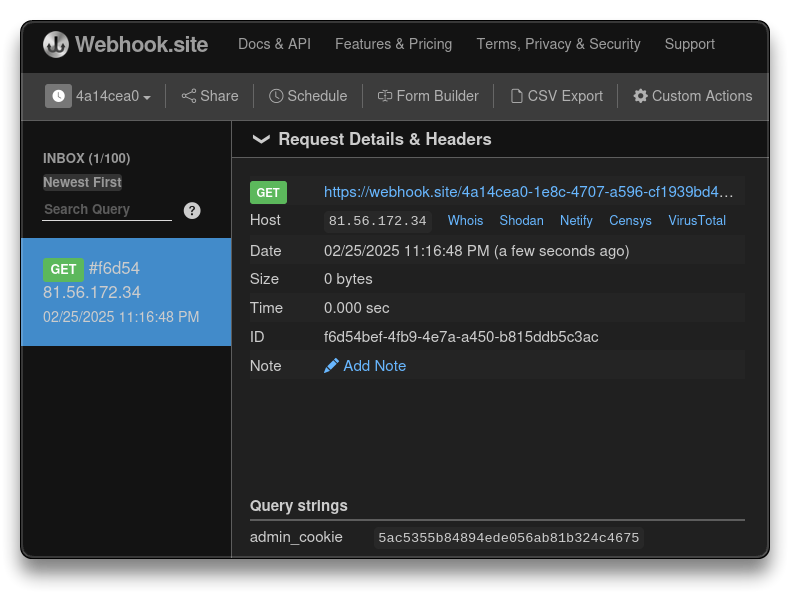 Webhook.site Docs & API Features & Pricing Terms, Privacy & Security Support
4a14cea0 Share Schedule Form Builder CSV Export Custom Actions
INBOX (1/100)
Newest First
Search Query ?
GET #f6d54
81.56.172.34
02/25/2025 11:16:48 PM
Request Details & Headers
GET https://webhook.site/4a14cea0-1e8c-4707-a596-cf1939bd4…
Host 81.56.172.34 Whois Shodan Netify Censys VirusTotal
Date 02/25/2025 11:16:48 PM (a few seconds ago)
Size 0 bytes
Time 0.000 sec
ID f6d54bef-4fb9-4e7a-a450-b815ddb5c3ac
Note Add Note
Query strings
admin_cookie 5ac5355b84894ede056ab81b324c4675